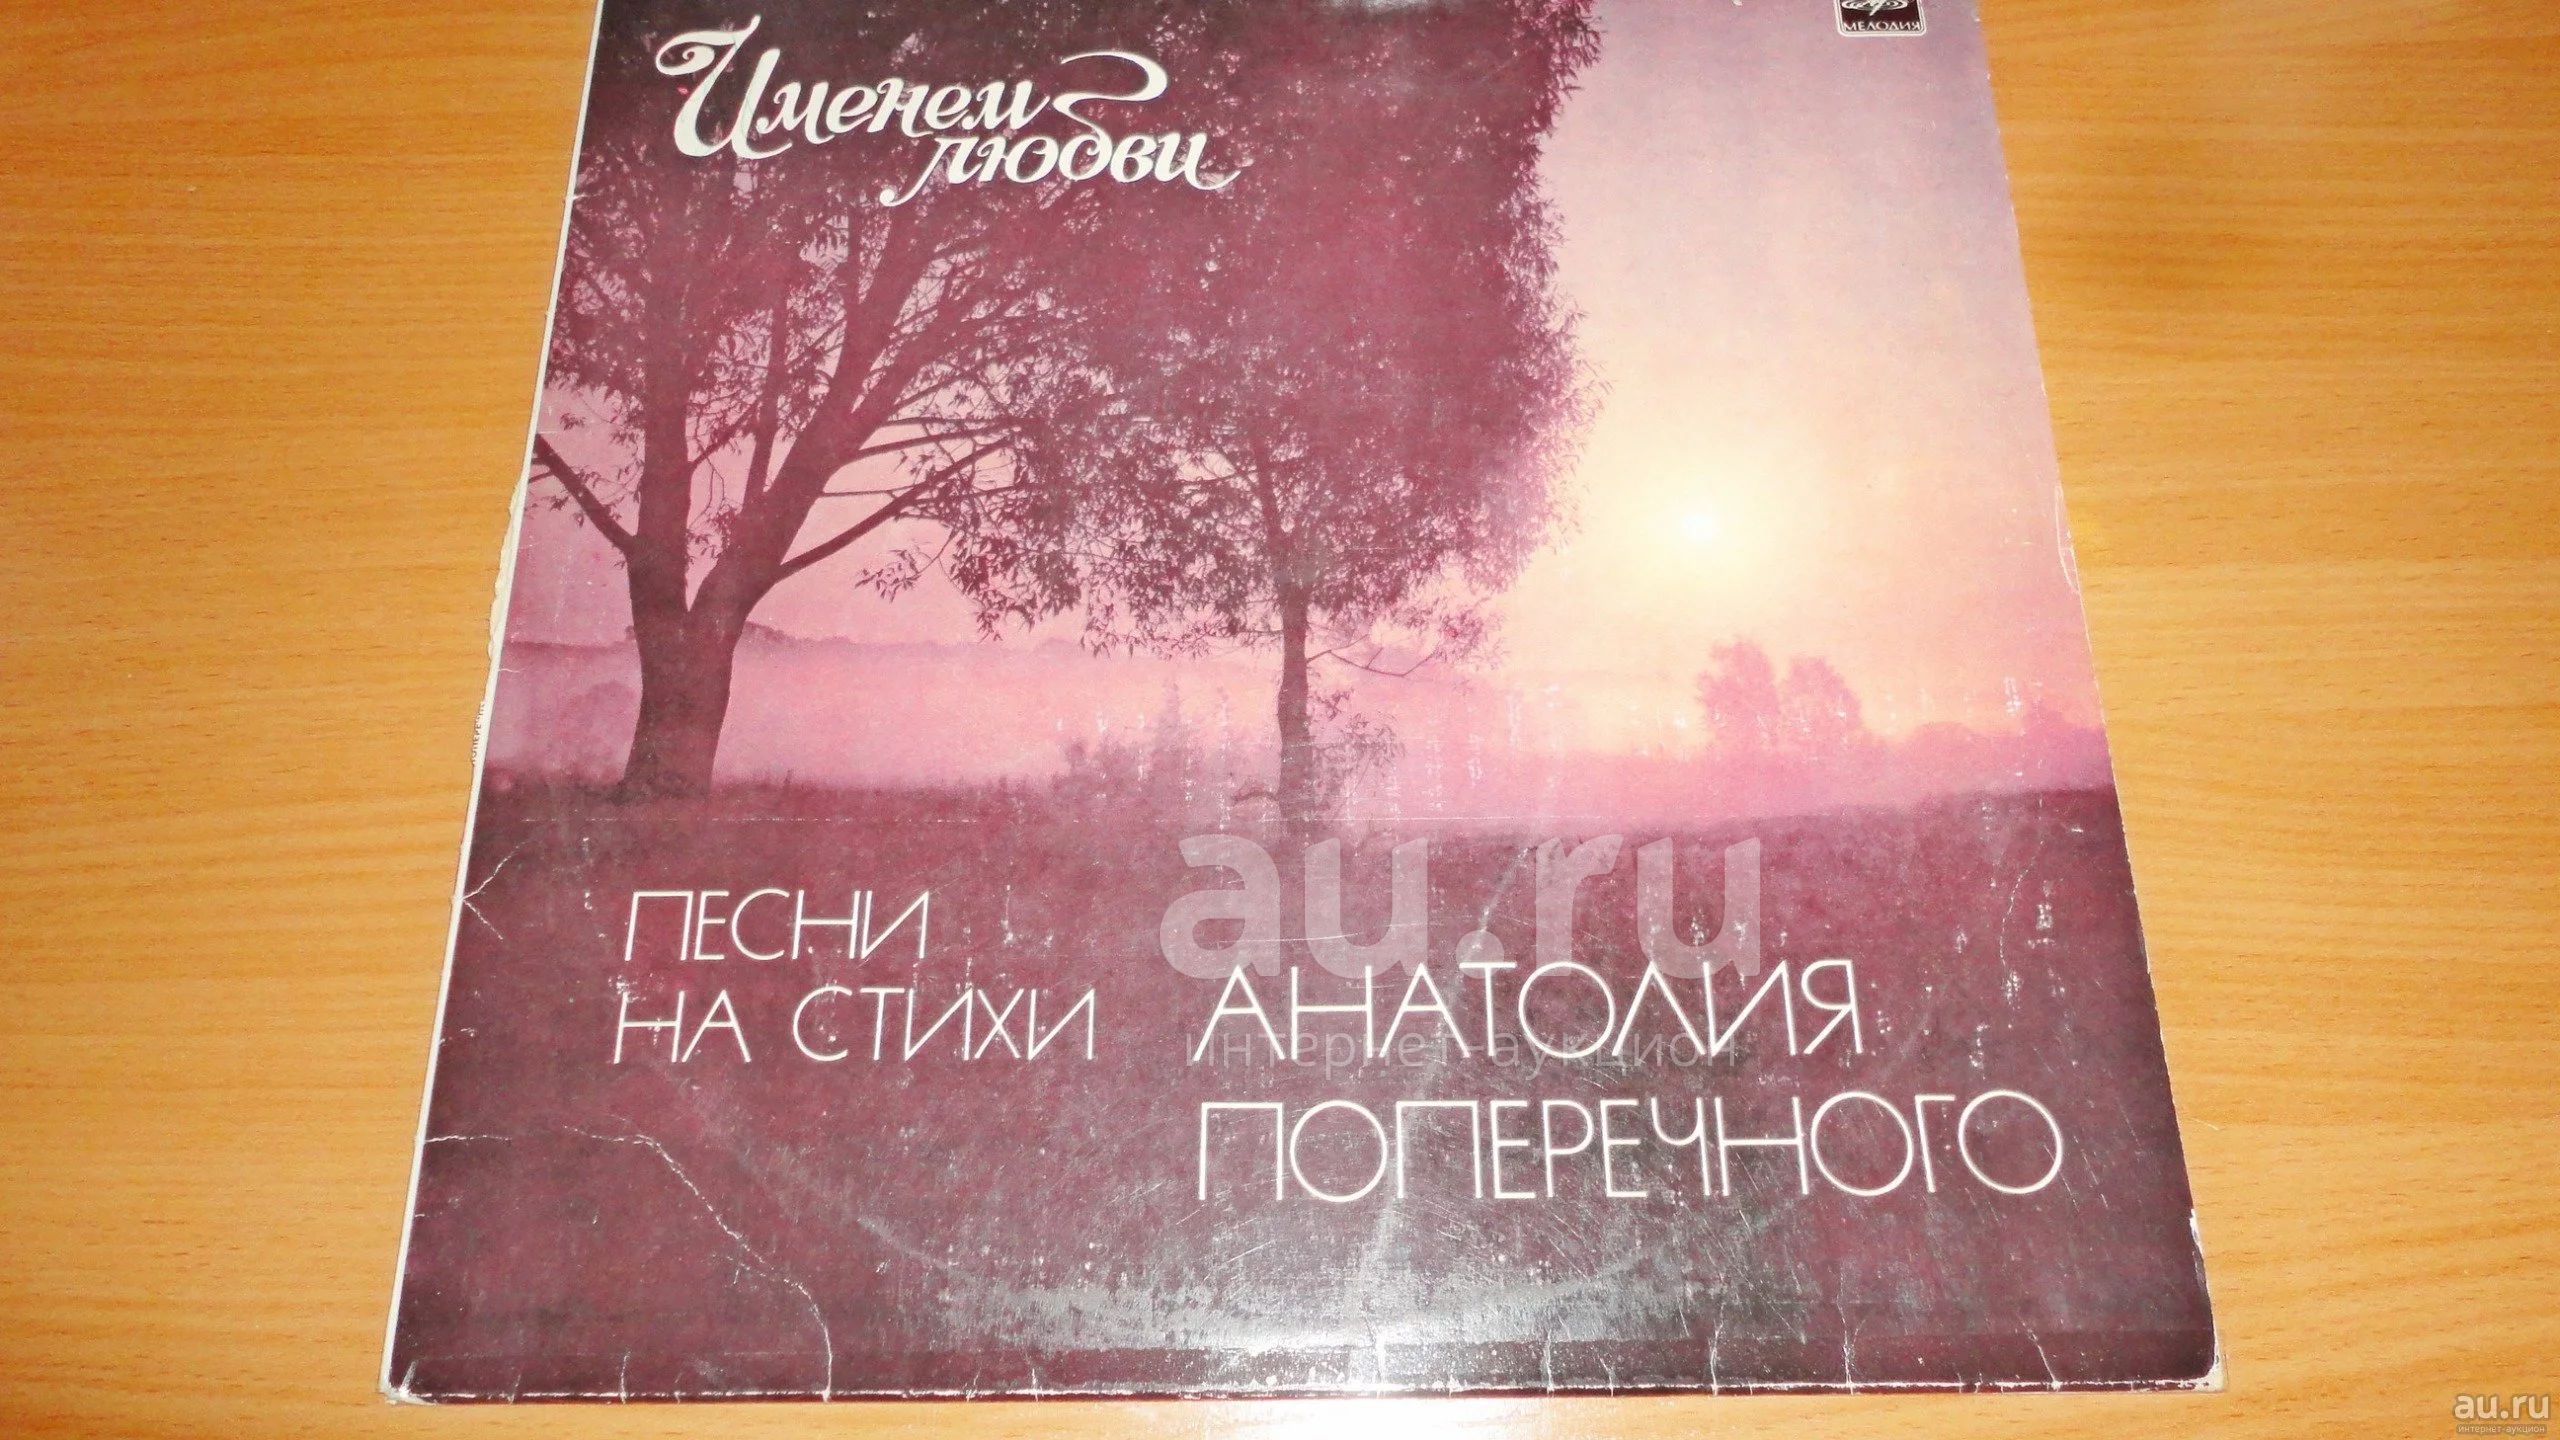 МЕЛОДИЯ
Именем
любви
ПЕСНИ
НА СТИХИ
АНАТОЛИЯ
ПОПЕРЕЧНОГО
au.ru
интернет-аукцион
au.ru
интернет-аукцион